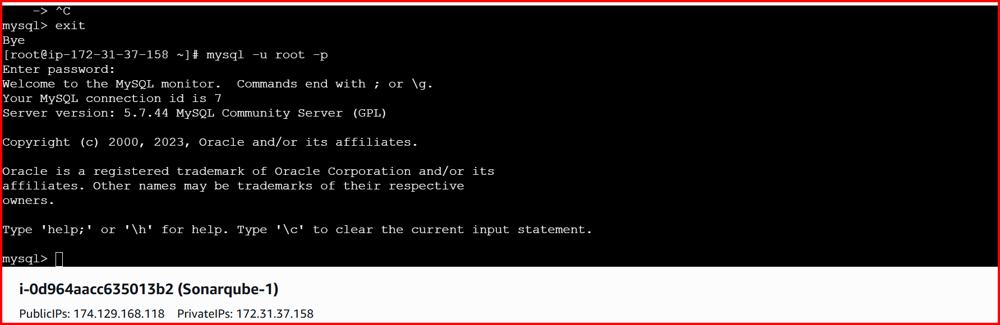 -> ^C
mysql> exit
Bye
[root@ip-172-31-37-158 ~]# mysql -u root -p
Enter password:
Welcome to the MySQL monitor.  Commands end with ; or \g.
Your MySQL connection id is 7
Server version: 5.7.44 MySQL Community Server (GPL)
Copyright (c) 2000, 2023, Oracle and/or its affiliates.
Oracle is a registered trademark of Oracle Corporation and/or its
affiliates. Other names may be trademarks of their respective
owners.
Type 'help;' or '\h' for help. Type '\c' to clear the current input statement.
mysql>
i-0d964aacc635013b2 (Sonarqube-1)
PublicIPs: 174.129.168.118    PrivateIPs: 172.31.37.158